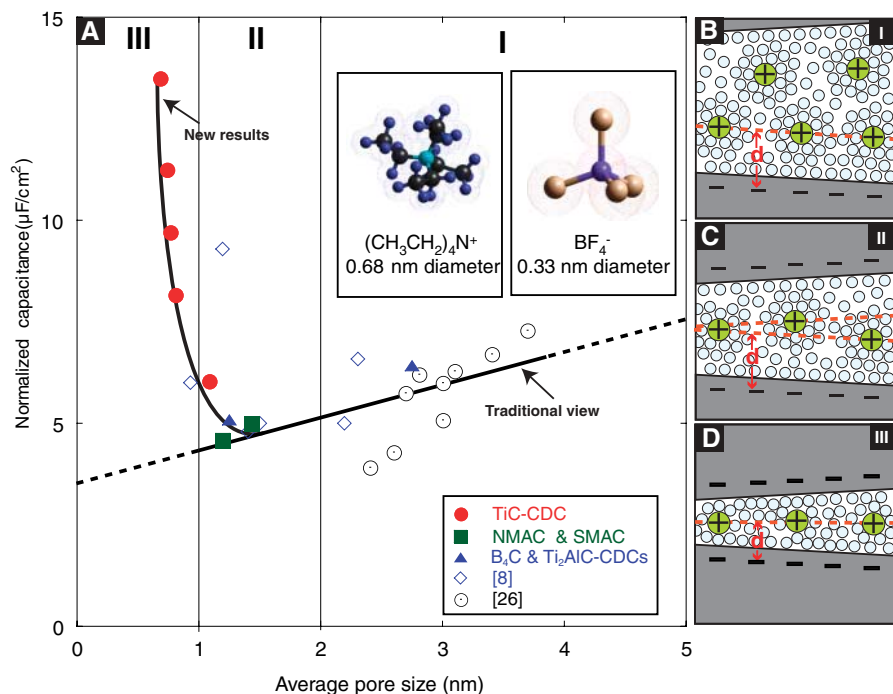 A
III
II
I
15
10
5
0
Normalized capacitance (µF/cm²)
New results
(CH₃CH₂)₄N⁺
0.68 nm diameter
BF₄⁻
0.33 nm diameter
Traditional view
TiC-CDC
NMAC & SMAC
B₄C & Ti₂AlC-CDCs
[8]
[26]
0 1 2 3 4 5
Average pore size (nm)
B
I
d
C
II
d
D
III
d